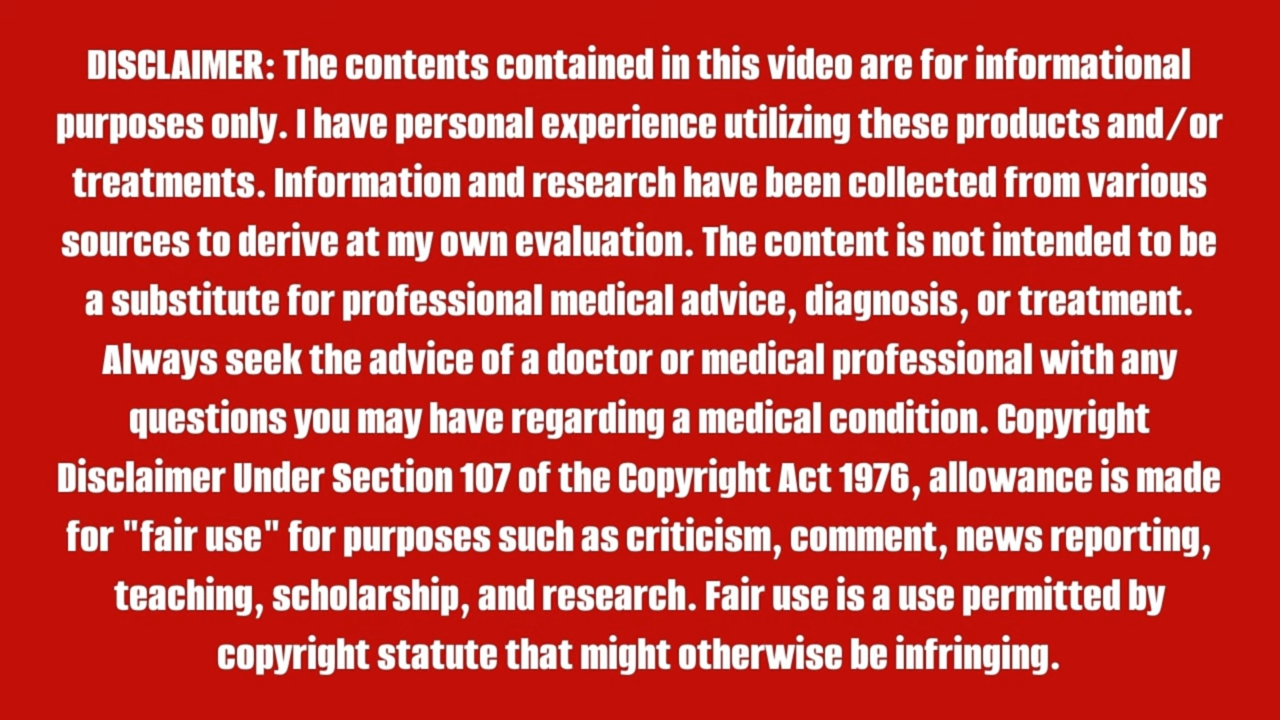 DISCLAIMER: The contents contained in this video are for informational
purposes only. I have personal experience utilizing these products and/or
treatments. Information and research have been collected from various
sources to derive at my own evaluation. The content is not intended to be
a substitute for professional medical advice, diagnosis, or treatment.
Always seek the advice of a doctor or medical professional with any
questions you may have regarding a medical condition. Copyright
Disclaimer Under Section 107 of the Copyright Act 1976, allowance is made
for "fair use" for purposes such as criticism, comment, news reporting,
teaching, scholarship, and research. Fair use is a use permitted by
copyright statute that might otherwise be infringing.